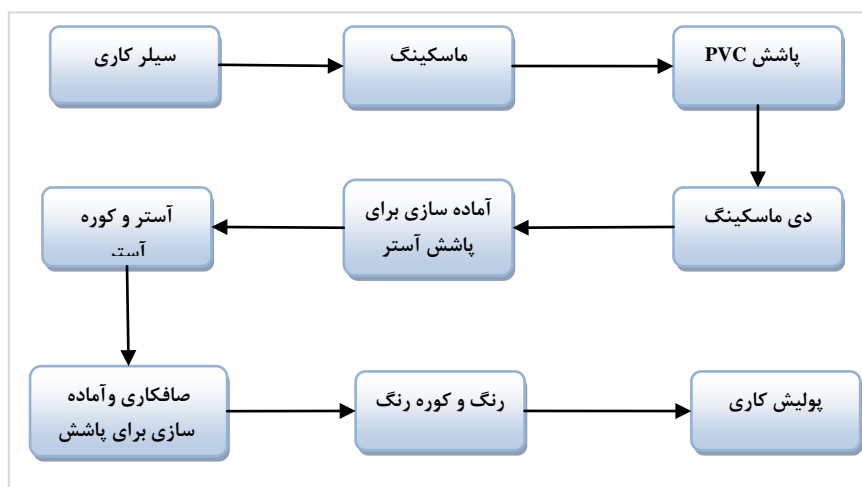 سیلر کاری
ماسکینگ
پاشش PVC
دی ماسکینگ
آماده سازی برای
پاشش آستر
آستر و کوره
آستر
صافکاری وآماده
سازی برای پاشش
رنگ و کوره رنگ
پولیش کاری